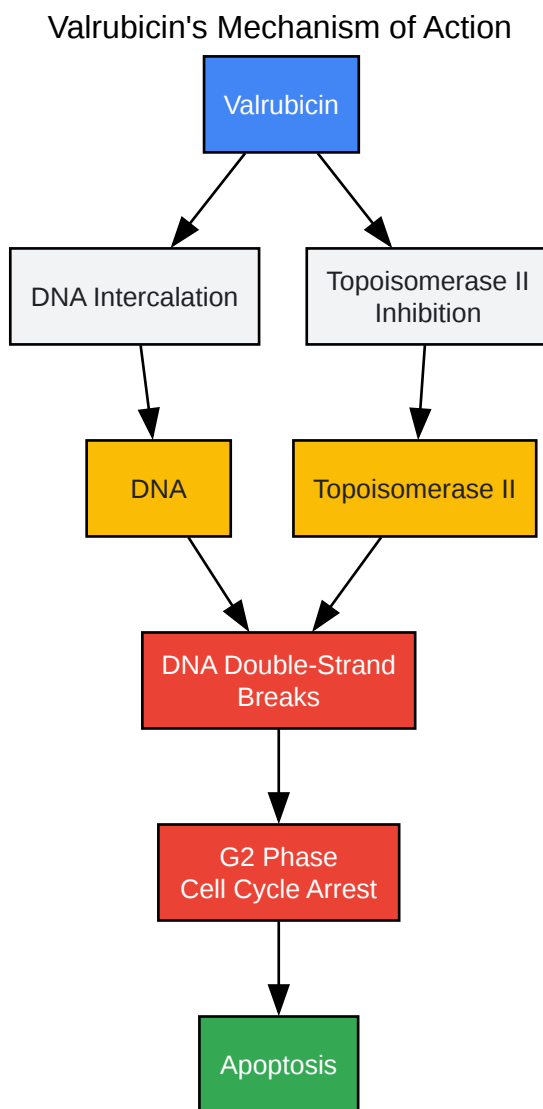 Valrubicin's Mechanism of Action
Valrubicin
DNA Intercalation
Topoisomerase II
Inhibition
DNA
Topoisomerase II
DNA Double-Strand
Breaks
G2 Phase
Cell Cycle Arrest
Apoptosis